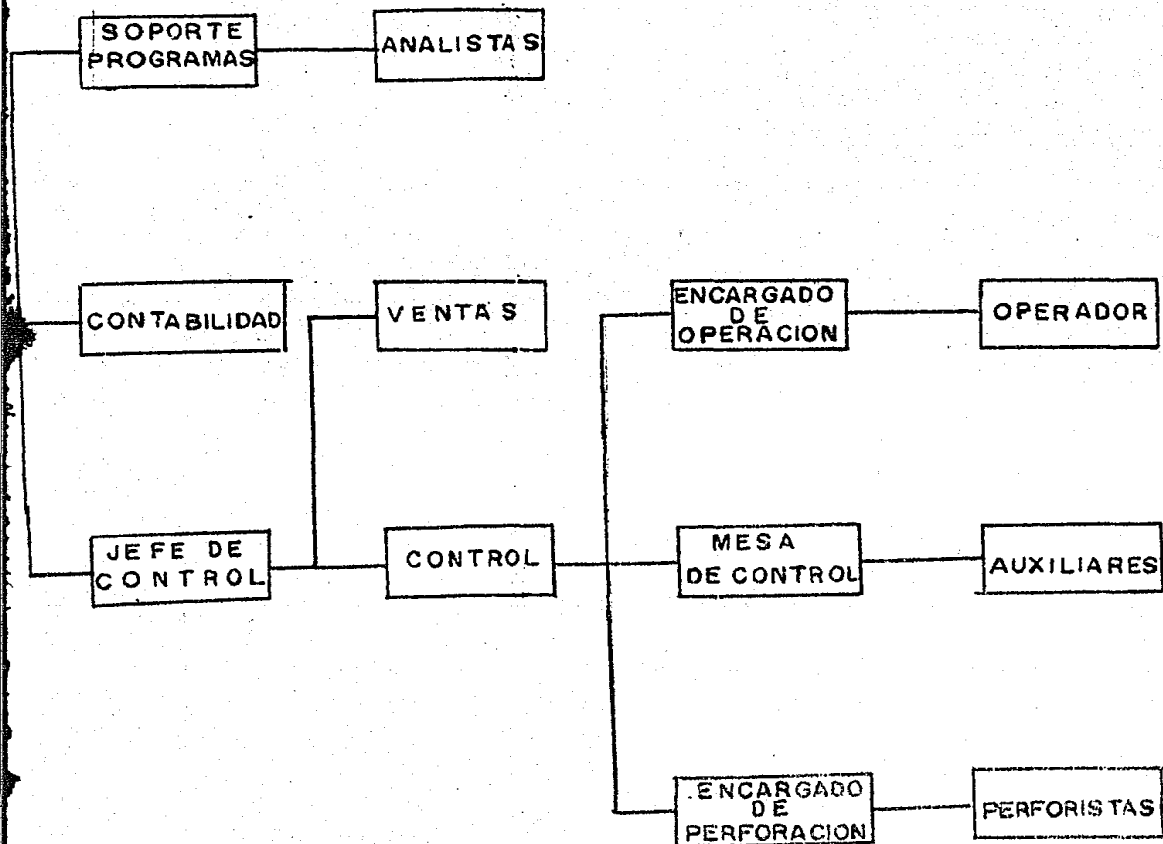 SOPORTE
PROGRAMAS
ANALISTAS
CONTABILIDAD
VENTAS
ENCARGADO
DE
OPERACION
OPERADOR
JEFE DE
CONTROL
CONTROL
MESA
DE CONTROL
AUXILIARES
ENCARGADO
DE
PERFORACION
PERFORISTAS